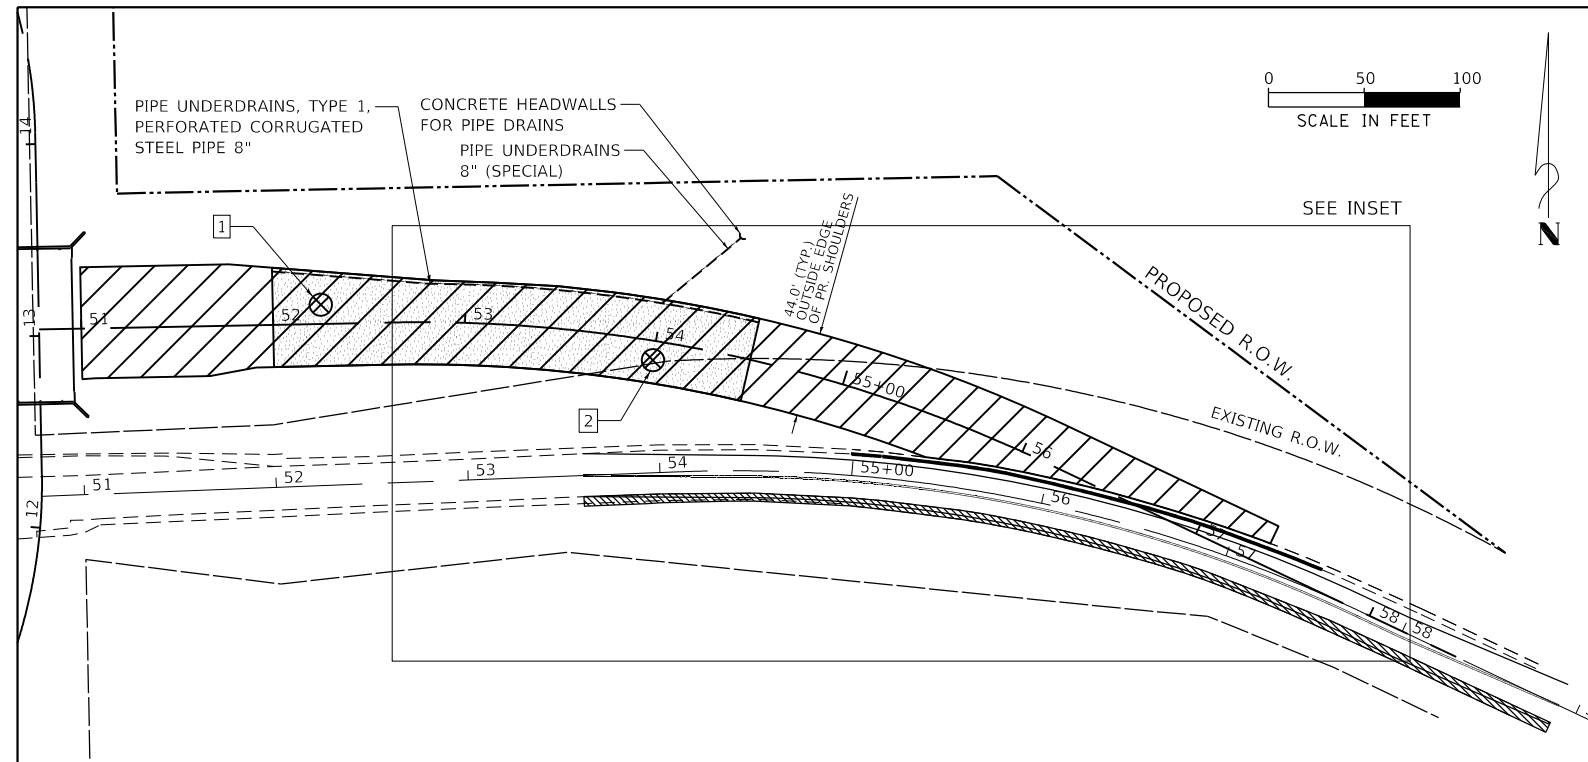 PIPE UNDERDRAINS, TYPE 1,
PERFORATED CORRUGATED
STEEL PIPE 8"
CONCRETE HEADWALLS
FOR PIPE DRAINS
PIPE UNDERDRAINS
8" (SPECIAL)
0 50 100
SCALE IN FEET
N
SEE INSET
44.0' (TYP.)
OUTSIDE EDGE
OF PR. SHOULDERS
PROPOSED R.O.W.
EXISTING R.O.W.
1
2
14
13
12
51
52
53
54
55+00
56
57
58
51
52
53
54
55+00
56
57
58